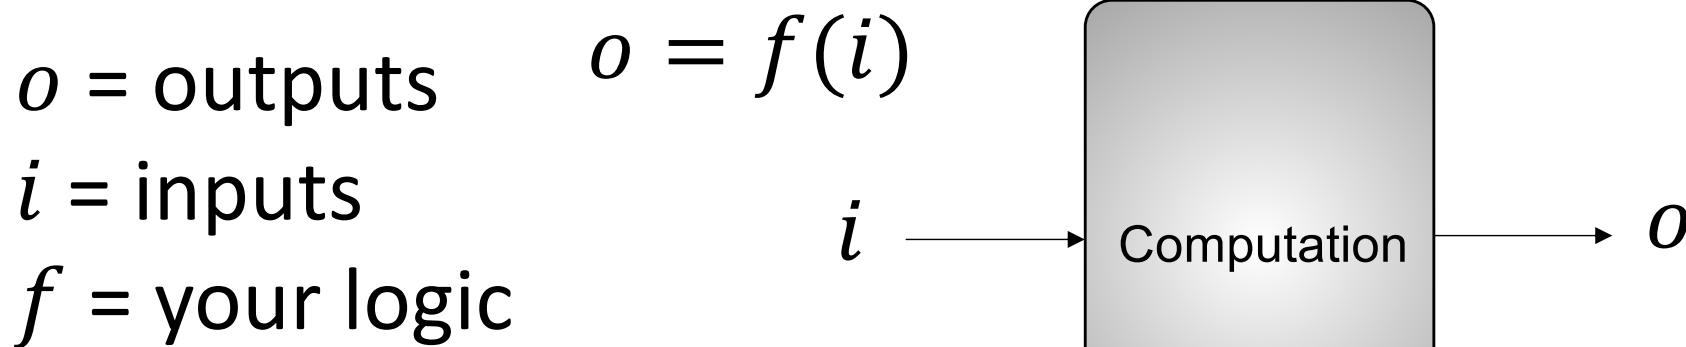 o = outputs
i = inputs
f = your logic
o = f(i)
i
Computation
o